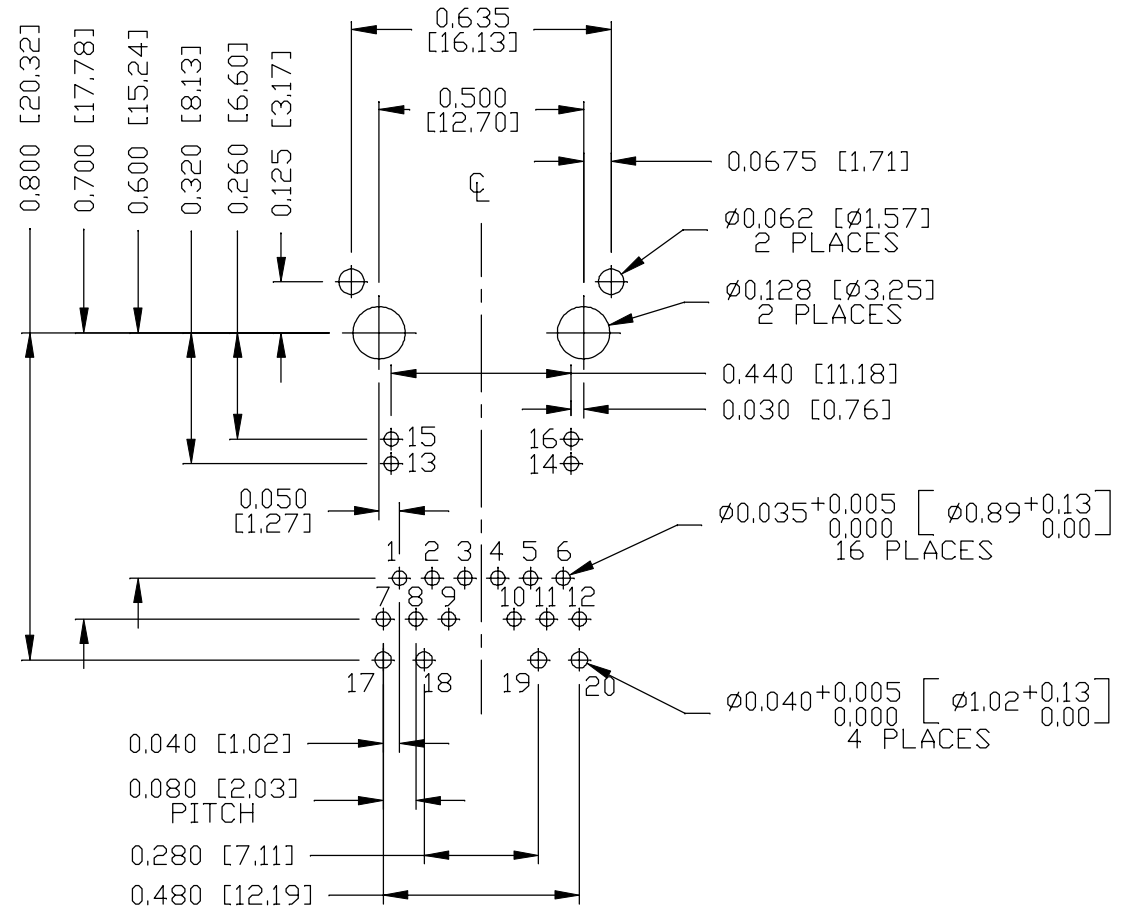 0.635
[16.13]
0.500
[12.70]
0.800 [20.32]
0.700 [17.78]
0.600 [15.24]
0.320 [8.13]
0.260 [6.60]
0.125 [3.17]
0.0675 [1.71]
℄
Ø0.062 [Ø1.57]
2 PLACES
Ø0.128 [Ø3.25]
2 PLACES
0.440 [11.18]
0.030 [0.76]
15 16
13 14
0.050
[1.27]
Ø0.035+0.005 [Ø0.89+0.13]
0.000 0.00
16 PLACES
1 2 3 4 5 6
7 8 9 10 11 12
17 18 19 20
Ø0.040+0.005 [Ø1.02+0.13]
0.000 0.00
4 PLACES
0.040 [1.02]
0.080 [2.03]
PITCH
0.280 [7.11]
0.480 [12.19]